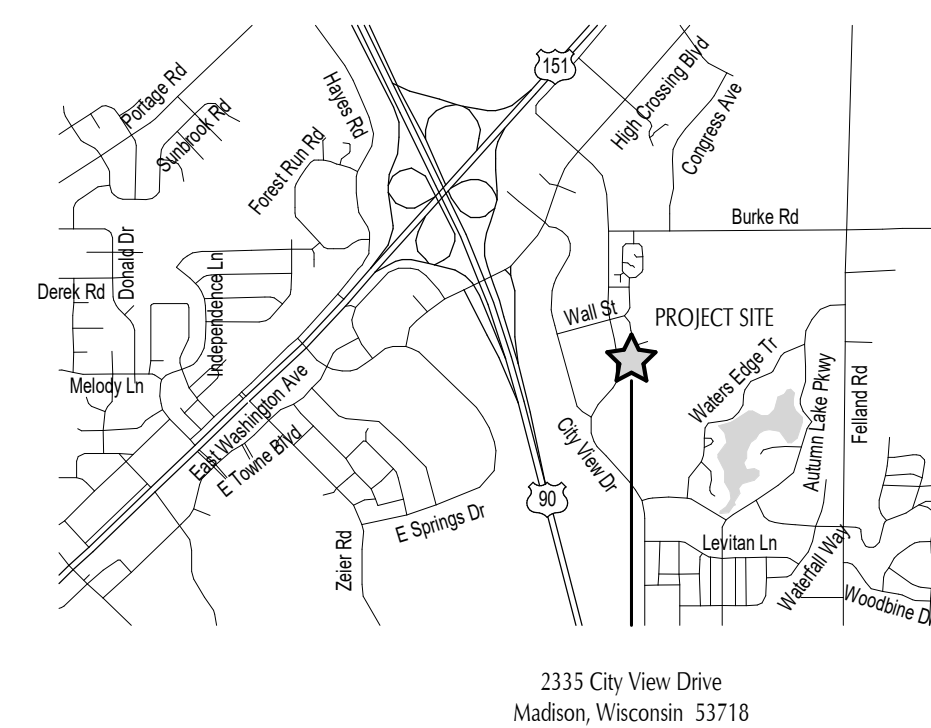 151
Portage Rd
Sunbrook Rd
Hayes Rd
Forest Run Rd
High Crossing Blvd
Congress Ave
Burke Rd
Donald Dr
Derek Rd
Independence Ln
Wall St
PROJECT SITE
Waters Edge Tr
Autumn Lake Pkwy
Felland Rd
Melody Ln
East Washington Ave
E Towne Blvd
City View Dr
90
E Springs Dr
Zeier Rd
Levitan Ln
Waterfall Way
Woodbine D
2335 City View Drive
Madison, Wisconsin 53718